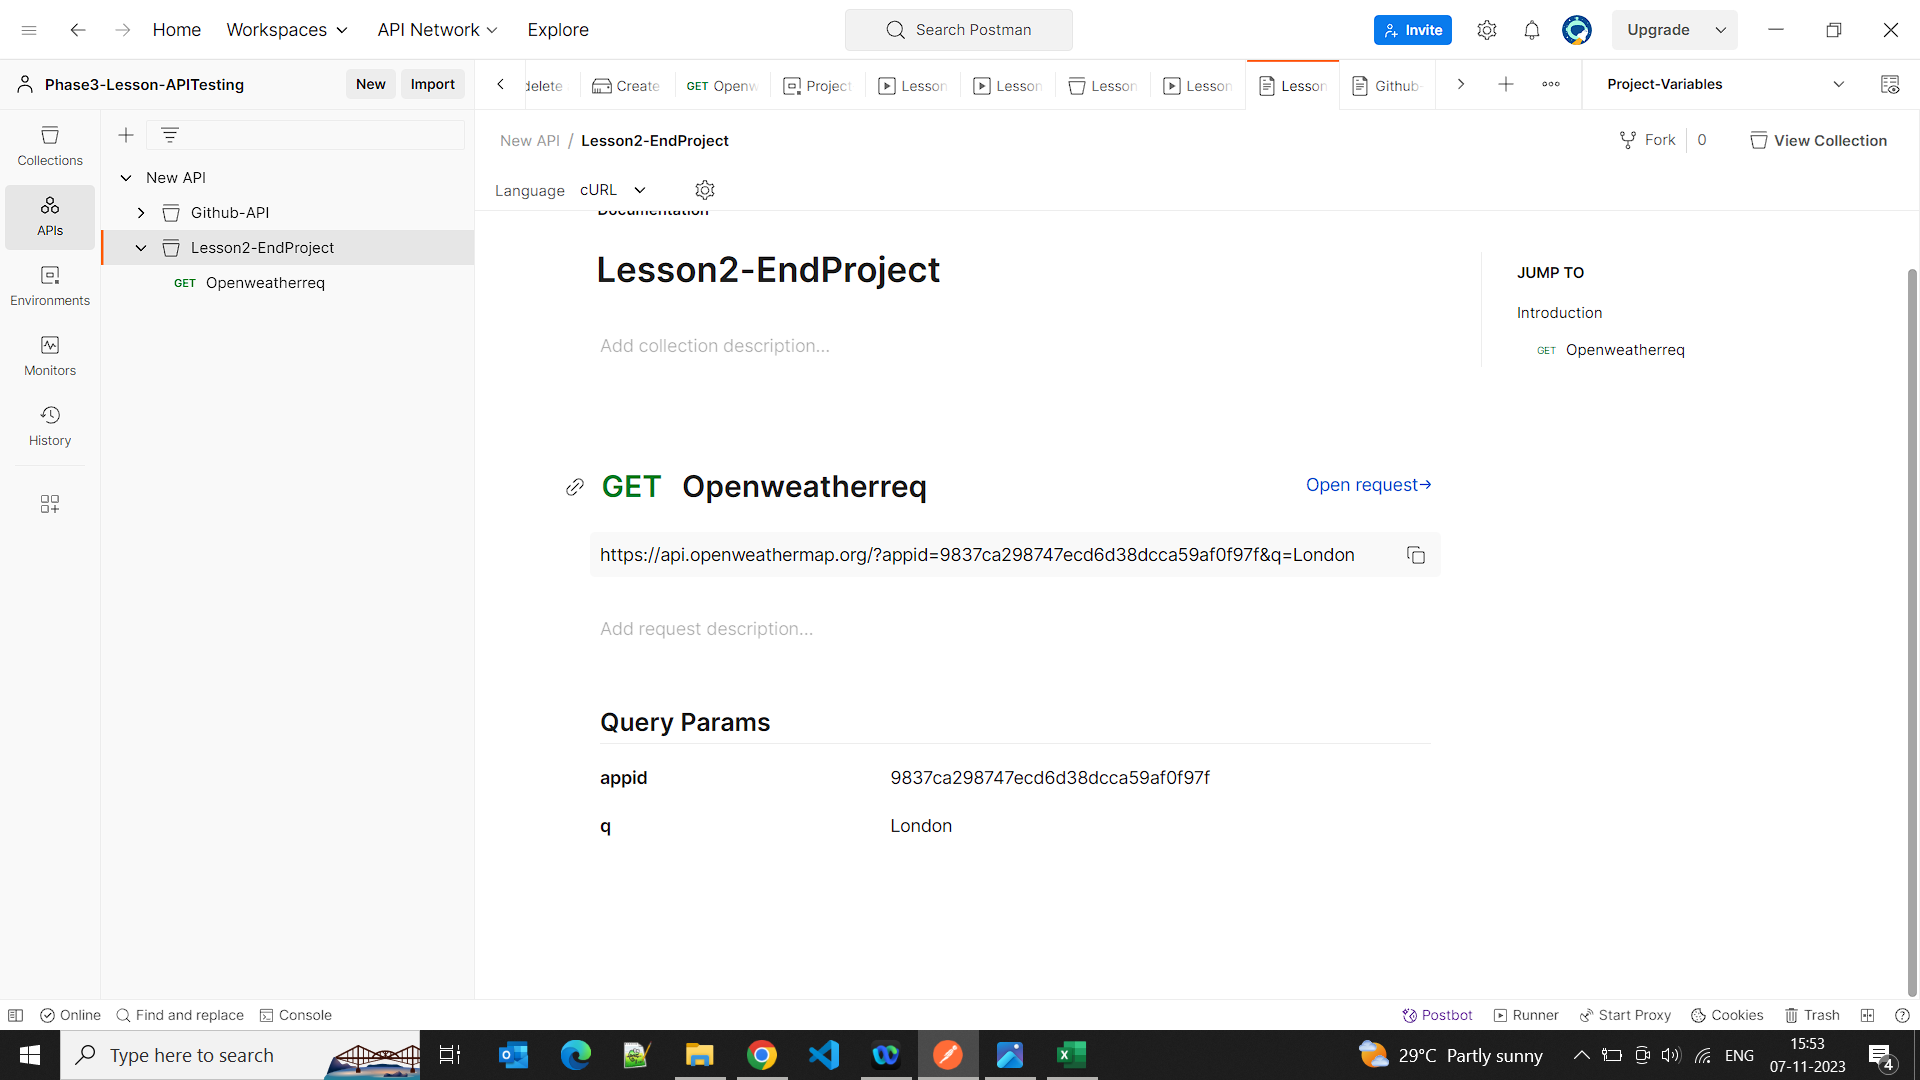 Home Workspaces API Network Explore Search Postman Invite Upgrade
Phase3-Lesson-APITesting New Import delete Create GET Openw Project Lesson Lesson Lesson Lesson Lesson Github- Project-Variables
Collections
APIs
Environments
Monitors
History
New API
Github-API
Lesson2-EndProject
GET Openweatherreq
New API / Lesson2-EndProject Fork 0 View Collection
Language cURL
Documentation
Lesson2-EndProject
Add collection description...
JUMP TO
Introduction
GET Openweatherreq
GET Openweatherreq Open request→
https://api.openweathermap.org/?appid=9837ca298747ecd6d38dcca59af0f97f&q=London
Add request description...
Query Params
appid 9837ca298747ecd6d38dcca59af0f97f
q London
Online Find and replace Console Postbot Runner Start Proxy Cookies Trash
Type here to search 29°C Partly sunny ENG 15:53
07-11-2023 4